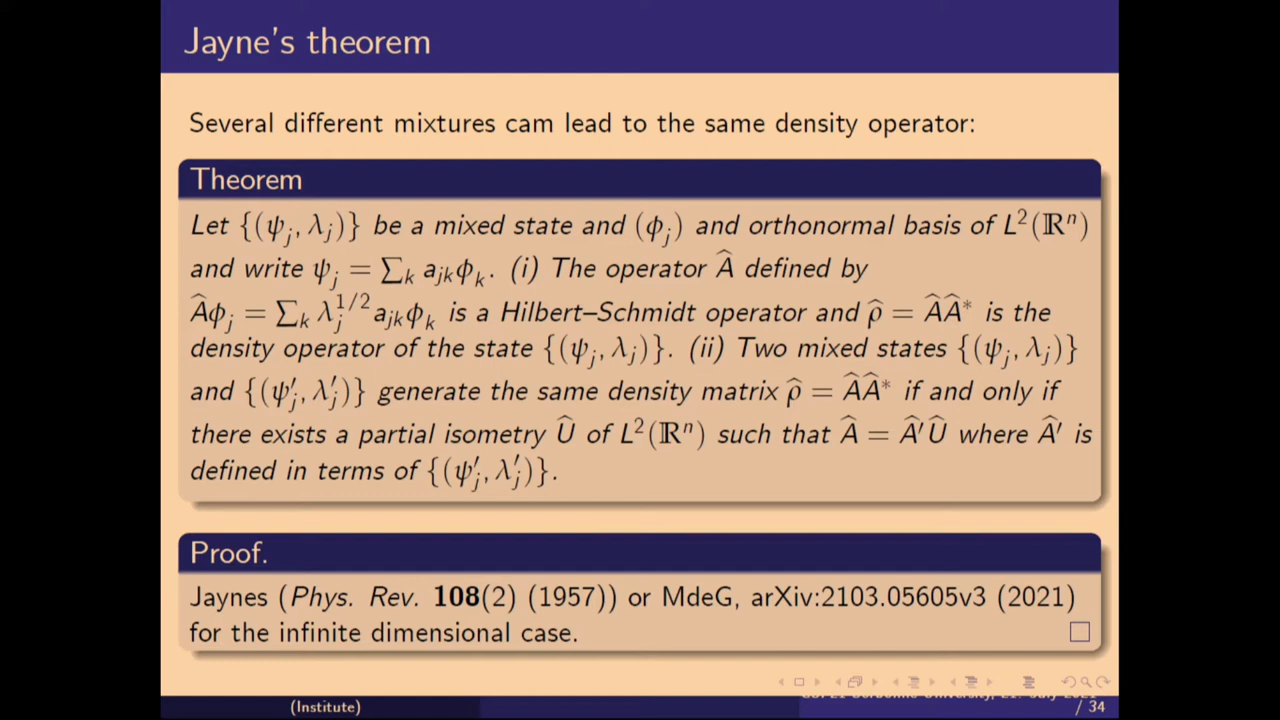 Jayne's theorem
Several different mixtures cam lead to the same density operator:
Theorem
Let {(ψ_j, λ_j)} be a mixed state and (ϕ_j) and orthonormal basis of L²(ℝⁿ)
and write ψ_j = ∑_k a_jk ϕ_k. (i) The operator Â defined by
Âϕ_j = ∑_k λ_j^{1/2} a_jk ϕ_k is a Hilbert–Schmidt operator and ρ̂ = ÂÂ* is the
density operator of the state {(ψ_j, λ_j)}. (ii) Two mixed states {(ψ_j, λ_j)}
and {(ψ′_j, λ′_j)} generate the same density matrix ρ̂ = ÂÂ* if and only if
there exists a partial isometry Û of L²(ℝⁿ) such that Â = Â′Û where Â′ is
defined in terms of {(ψ′_j, λ′_j)}.
Proof.
Jaynes (Phys. Rev. 108(2) (1957)) or MdeG, arXiv:2103.05605v3 (2021)
for the infinite dimensional case. □
(Institute)
/ 34